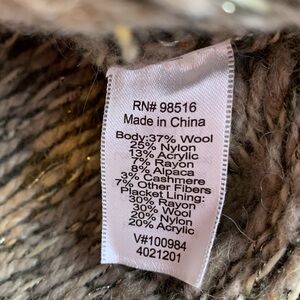 RN# 98516
Made in China
Body:37% Wool
25% Nylon
13% Acrylic
7% Rayon
8% Alpaca
3% Cashmere
7% Other Fibers
Placket Lining:
30% Rayon
30% Wool
20% Nylon
20% Acrylic
V#100984
4021201